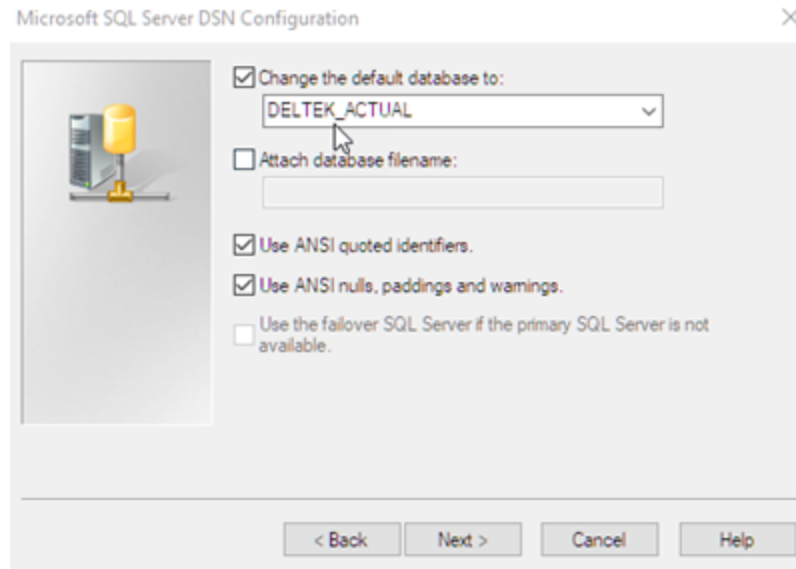 Microsoft SQL Server DSN Configuration
Change the default database to:
DELTEK_ACTUAL
Attach database filename:
Use ANSI quoted identifiers.
Use ANSI nulls, paddings and warnings.
Use the failover SQL Server if the primary SQL Server is not
available.
< Back Next > Cancel Help